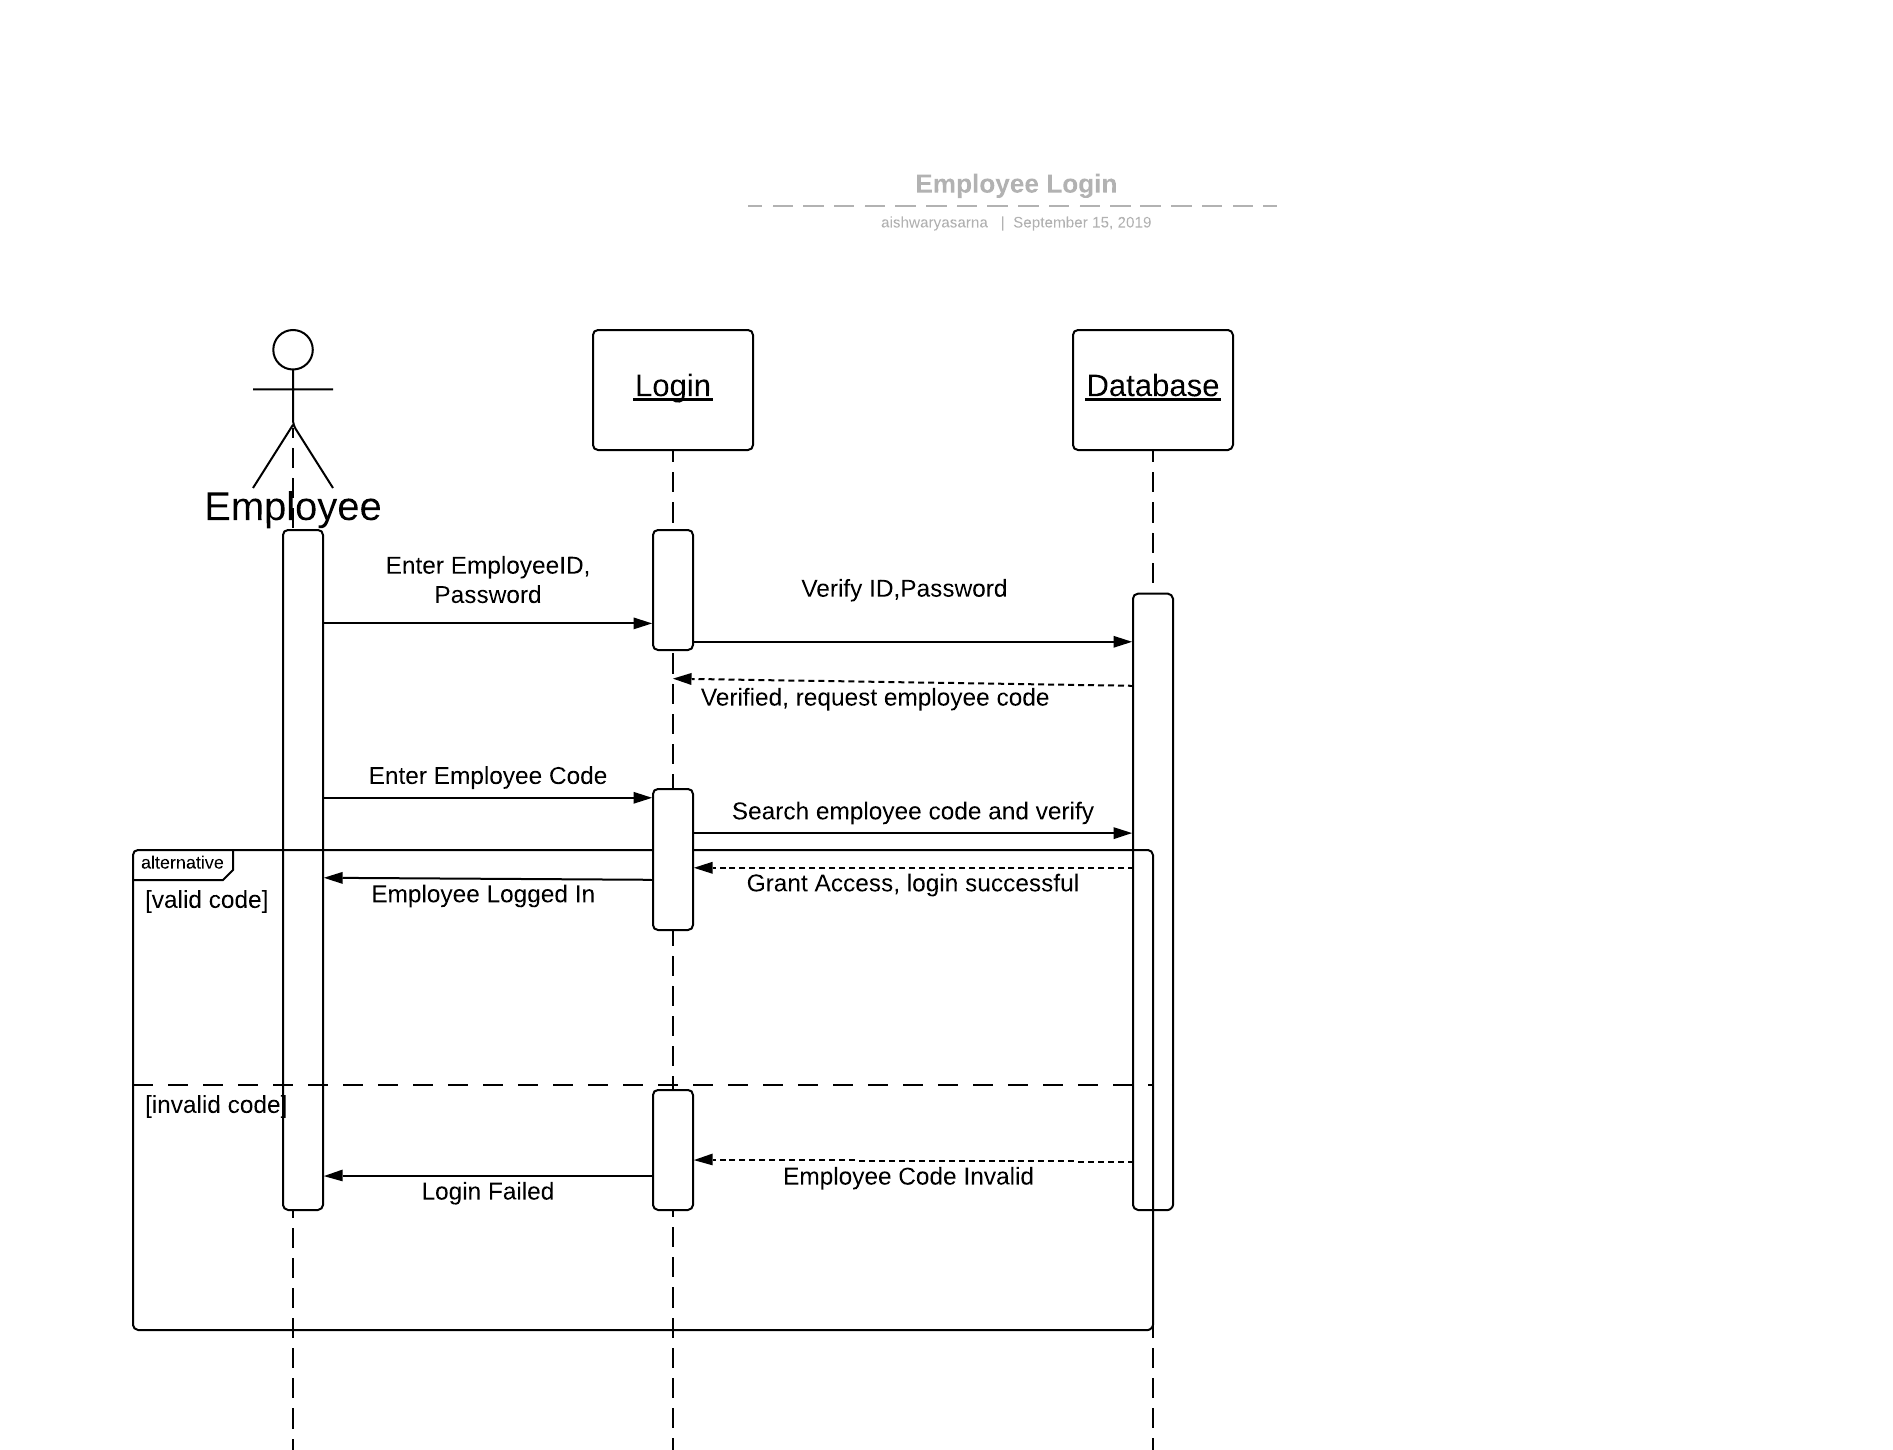 Employee Login
aishwaryasarna | September 15, 2019
Login
Database
Employee
Enter EmployeeID,
Password
Verify ID,Password
Verified, request employee code
Enter Employee Code
Search employee code and verify
alternative
[valid code]
Employee Logged In
Grant Access, login successful
[invalid code]
Employee Code Invalid
Login Failed